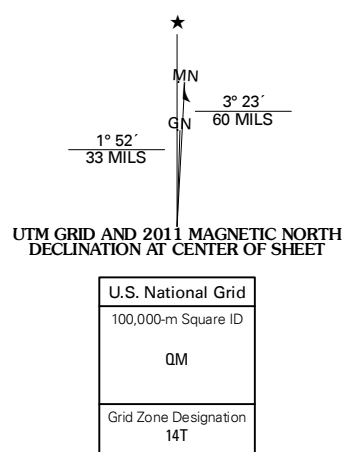 ★
MN
GN
3° 23´
60 MILS
1° 52´
33 MILS
UTM GRID AND 2011 MAGNETIC NORTH
DECLINATION AT CENTER OF SHEET
U.S. National Grid
100,000-m Square ID
QM
Grid Zone Designation
14T